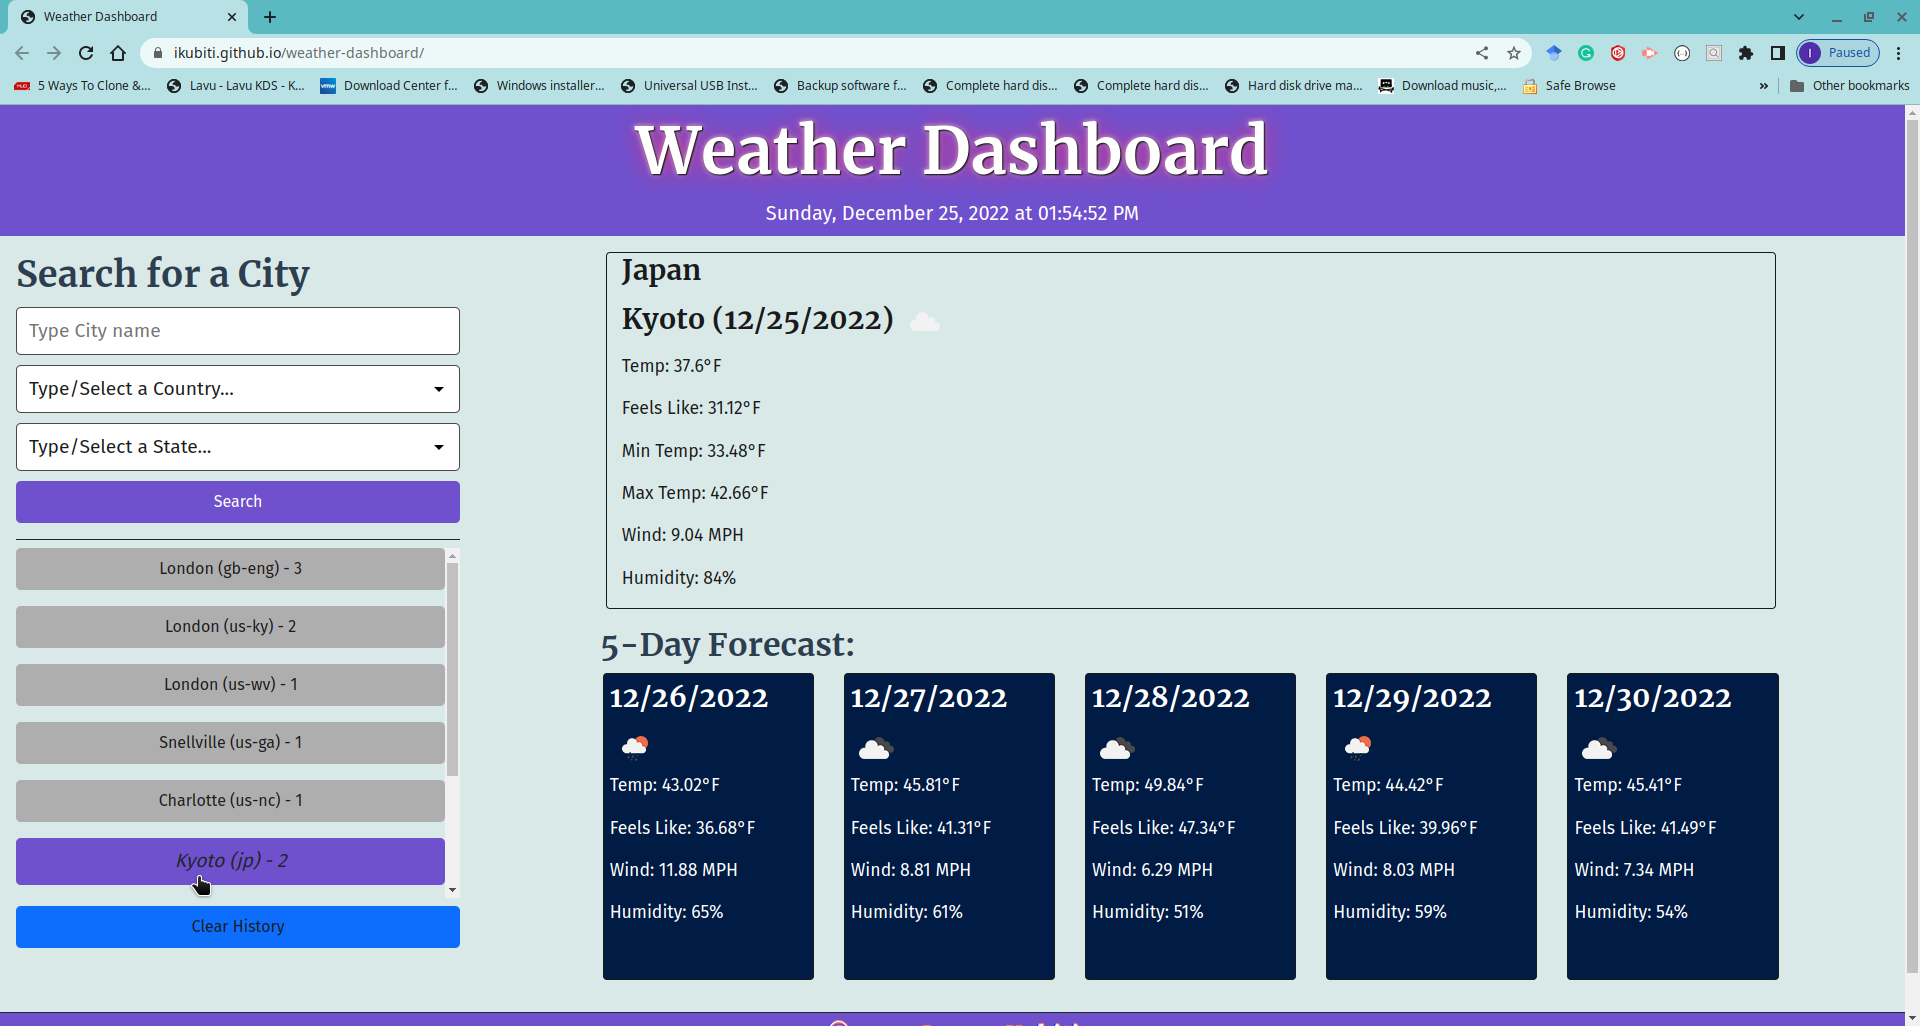 Weather Dashboard
ikubiti.github.io/weather-dashboard/
Paused
5 Ways To Clone &...
Lavu - Lavu KDS - K...
Download Center f...
Windows installer...
Universal USB Inst...
Backup software f...
Complete hard dis...
Complete hard dis...
Hard disk drive ma...
Download music,...
Safe Browse
Other bookmarks
Weather Dashboard
Sunday, December 25, 2022 at 01:54:52 PM
Search for a City
Type City name
Type/Select a Country...
Type/Select a State...
Search
London (gb-eng) - 3
London (us-ky) - 2
London (us-wv) - 1
Snellville (us-ga) - 1
Charlotte (us-nc) - 1
Kyoto (jp) - 2
Clear History
Japan
Kyoto (12/25/2022)
Temp: 37.6°F
Feels Like: 31.12°F
Min Temp: 33.48°F
Max Temp: 42.66°F
Wind: 9.04 MPH
Humidity: 84%
5-Day Forecast:
12/26/2022
Temp: 43.02°F
Feels Like: 36.68°F
Wind: 11.88 MPH
Humidity: 65%
12/27/2022
Temp: 45.81°F
Feels Like: 41.31°F
Wind: 8.81 MPH
Humidity: 61%
12/28/2022
Temp: 49.84°F
Feels Like: 47.34°F
Wind: 6.29 MPH
Humidity: 51%
12/29/2022
Temp: 44.42°F
Feels Like: 39.96°F
Wind: 8.03 MPH
Humidity: 59%
12/30/2022
Temp: 45.41°F
Feels Like: 41.49°F
Wind: 7.34 MPH
Humidity: 54%